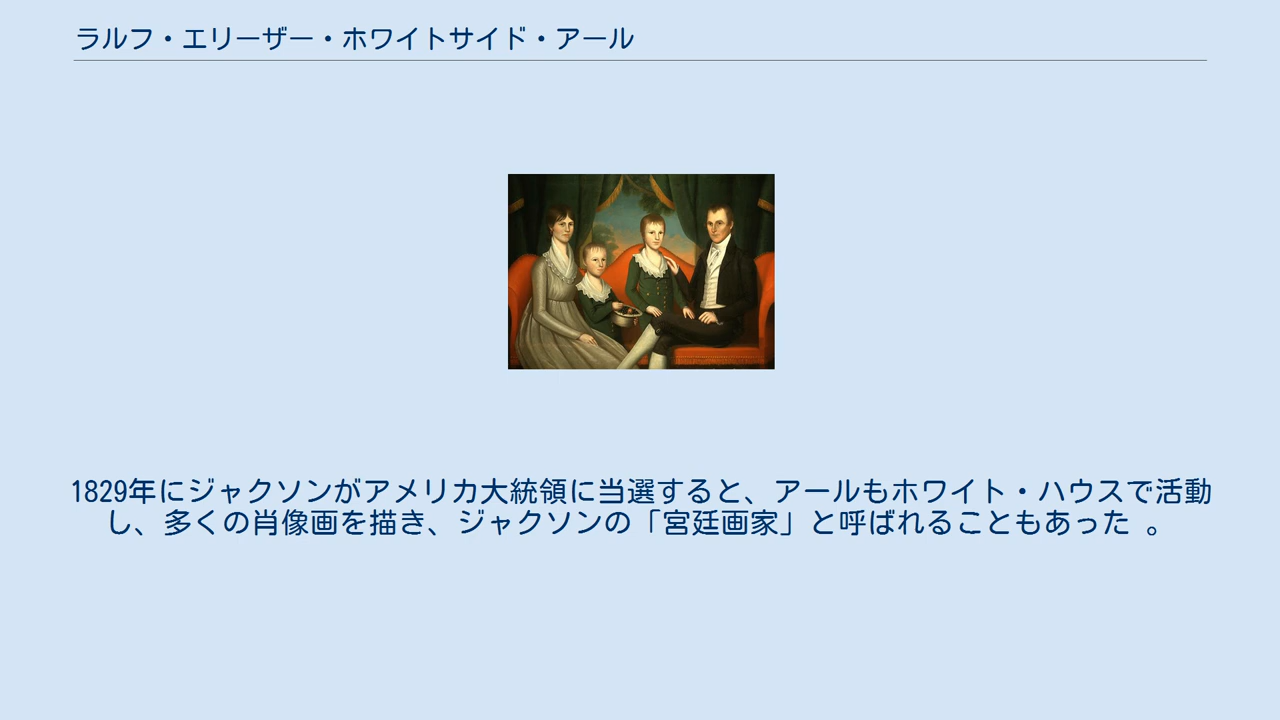 ラルフ・エリーザー・ホワイトサイド・アール
1829年にジャクソンがアメリカ大統領に当選すると、アールもホワイト・ハウスで活動
し、多くの肖像画を描き、ジャクソンの「宮廷画家」と呼ばれることもあった 。